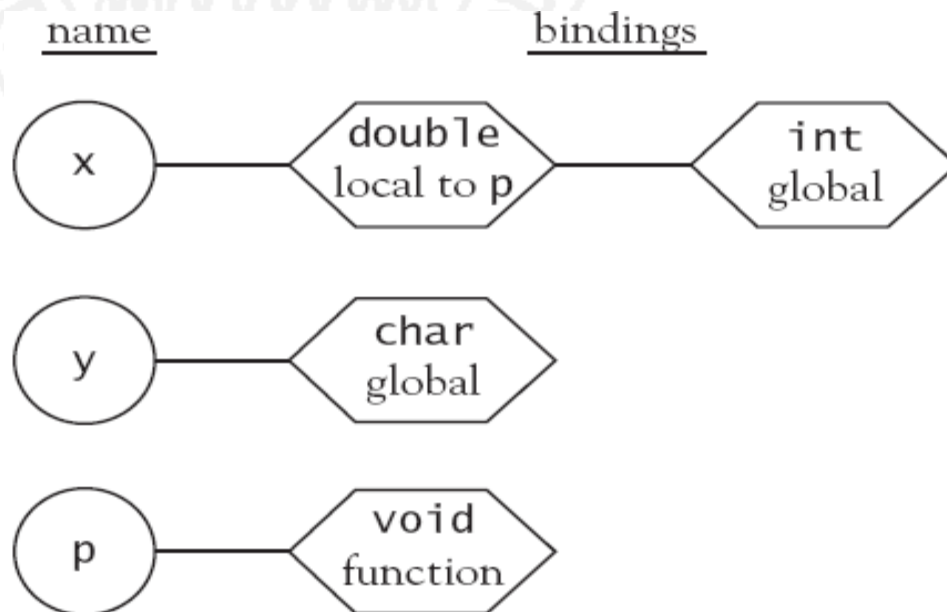 name bindings
x double local to p int global
y char global
p void function